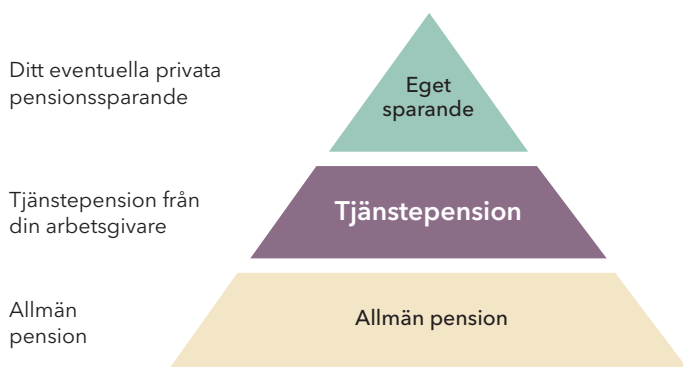 Ditt eventuella privata
pensionssparande
Eget
sparande
Tjänstepension från
din arbetsgivare
Tjänstepension
Allmän
pension
Allmän pension